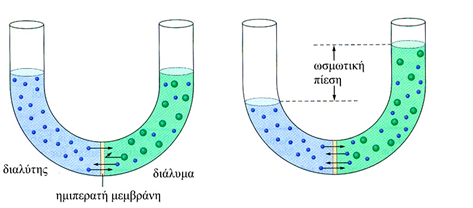 ωσμωτική
πίεση
διαλύτης
διάλυμα
ημιπερατή μεμβράνη